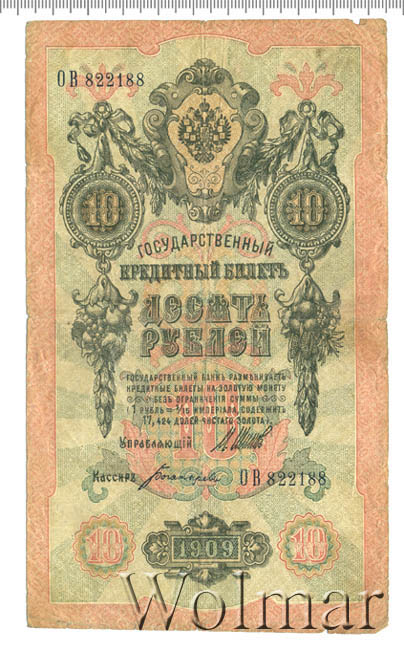 ОВ 822188
10 10
ГОСУДАРСТВЕННЫЙ
КРЕДИТНЫЙ БИЛЕТЪ
ДЕСЯТЬ
РУБЛЕЙ
ГОСУДАРСТВЕННЫЙ БАНКЪ РАЗМѢНИВАЕТЪ
КРЕДИТНЫЕ БИЛЕТЫ НА ЗОЛОТУЮ МОНЕТУ
БЕЗЪ ОГРАНИЧЕНІЯ СУММЫ
(1 РУБЛЬ = 1/15 ИМПЕРІАЛА, СОДЕРЖИТЪ
17,424 ДОЛЕЙ ЧИСТАГО ЗОЛОТА).
10
УПРАВЛЯЮЩІЙ
Кассиръ ОВ 822188
10 1909 10
Wolmar